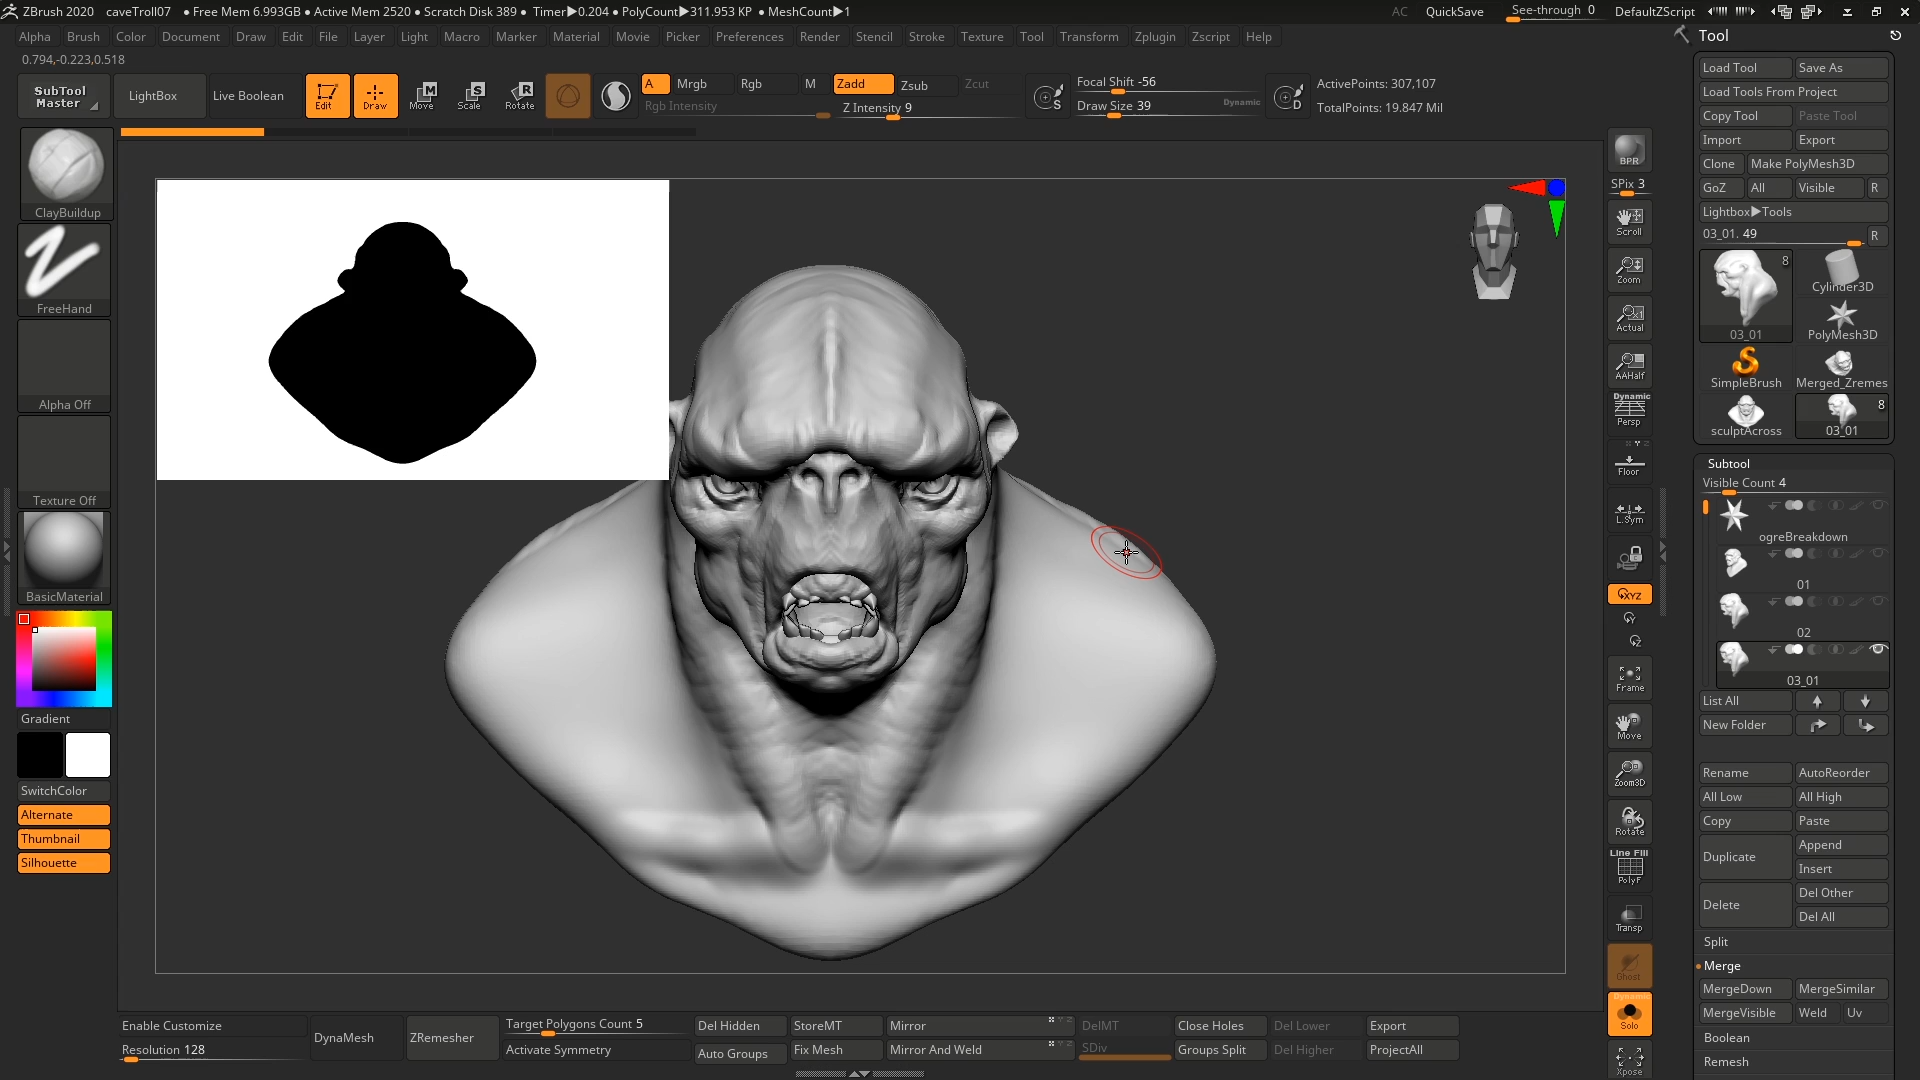 ZBrush 2020 caveTroll07 ● Free Mem 6.993GB ● Active Mem 2520 ● Scratch Disk 389 ● Timer▶0.204 ● PolyCount▶311.953 KP ● MeshCount▶1 AC QuickSave See-through 0 DefaultZScript
Alpha Brush Color Document Draw Edit File Layer Light Macro Marker Material Movie Picker Preferences Render Stencil Stroke Texture Tool Transform Zplugin Zscript Help
0.794,-0.223,0.518
SubTool Master
LightBox
Live Boolean
Edit
Draw
Move
Scale
Rotate
A Mrgb Rgb M Zadd Zsub Zcut
Rgb Intensity
Z Intensity 9
S
Focal Shift -56
Draw Size 39
Dynamic
D
ActivePoints: 307,107
TotalPoints: 19.847 Mil
ClayBuildup
FreeHand
Alpha Off
Texture Off
BasicMaterial
Gradient
SwitchColor
Alternate
Thumbnail
Silhouette
BPR
SPix 3
Scroll
Zoom
Actual
AAHalf
Dynamic
Persp
Floor
L.Sym
XYZ
Y
Z
Frame
Move
Zoom3D
Rotate
Line Fill
PolyF
Transp
Ghost
Dynamic
Solo
Xpose
Tool
Load Tool Save As
Load Tools From Project
Copy Tool Paste Tool
Import Export
Clone Make PolyMesh3D
GoZ All Visible R
Lightbox▶Tools
03_01. 49 R
8
03_01
Cylinder3D
PolyMesh3D
SimpleBrush
Merged_Zremes
sculptAcross
8
03_01
Subtool
Visible Count 4
ogreBreakdown
01
02
03_01
List All
New Folder
Rename AutoReorder
All Low All High
Copy Paste
Duplicate Append
Insert
Delete Del Other
Del All
Split
Merge
MergeDown MergeSimilar
MergeVisible Weld Uv
Boolean
Remesh
Enable Customize
Resolution 128
DynaMesh
ZRemesher
Target Polygons Count 5
Activate Symmetry
Del Hidden
Auto Groups
StoreMT
Fix Mesh
Mirror
Mirror And Weld
DelMT
SDiv
Close Holes
Groups Split
Del Lower
Del Higher
Export
ProjectAll